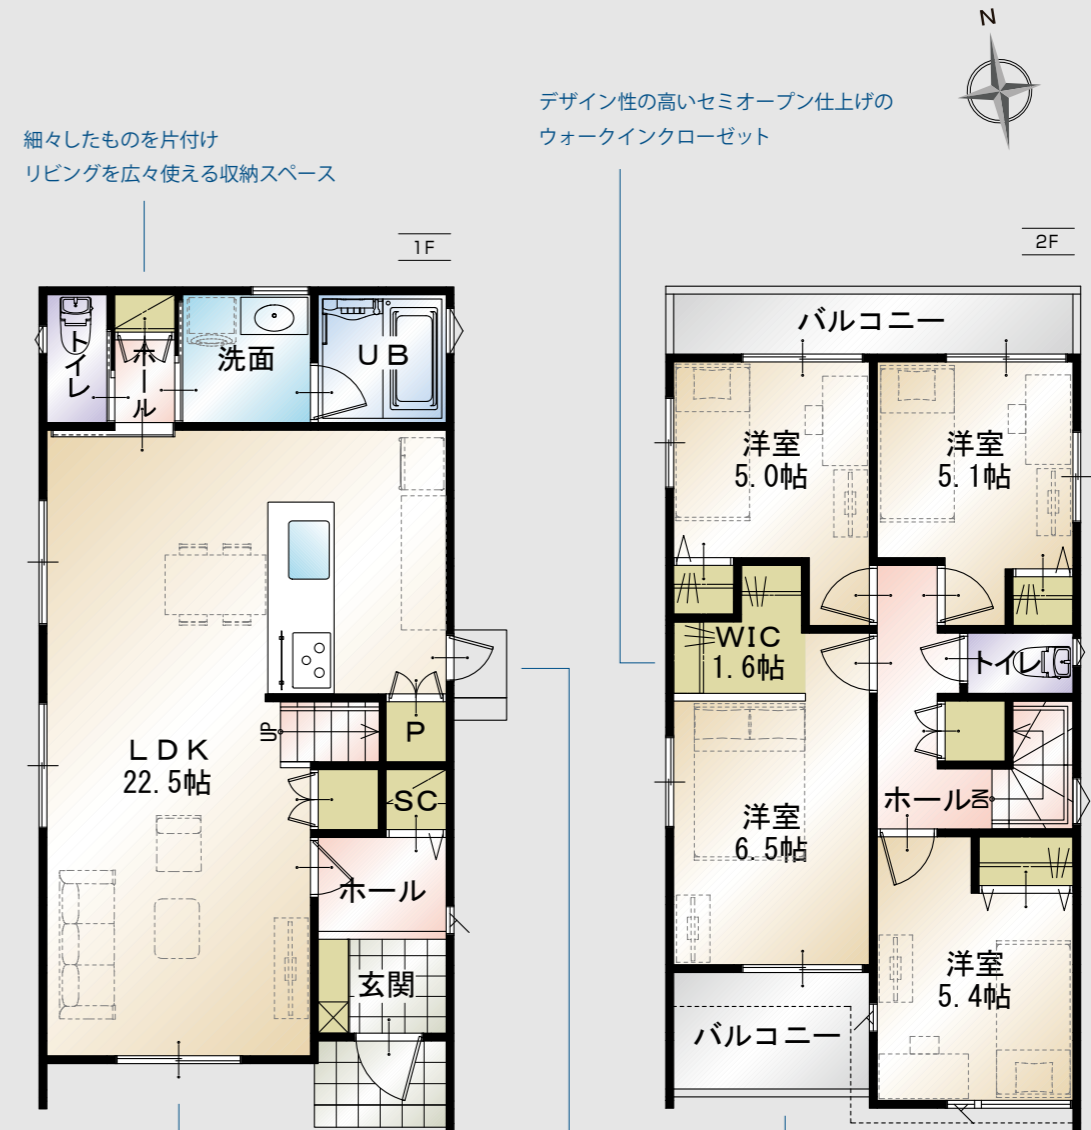 N
デザイン性の高いセミオープン仕上げの
ウォークインクローゼット
細々したものを片付け
リビングを広々使える収納スペース
1F
2F
トイレ
ホール
洗面
UB
LDK
22.5帖
UP
P
SC
ホール
玄関
バルコニー
洋室
5.0帖
洋室
5.1帖
WIC
1.6帖
トイレ
洋室
6.5帖
ホール
DN
洋室
5.4帖
バルコニー